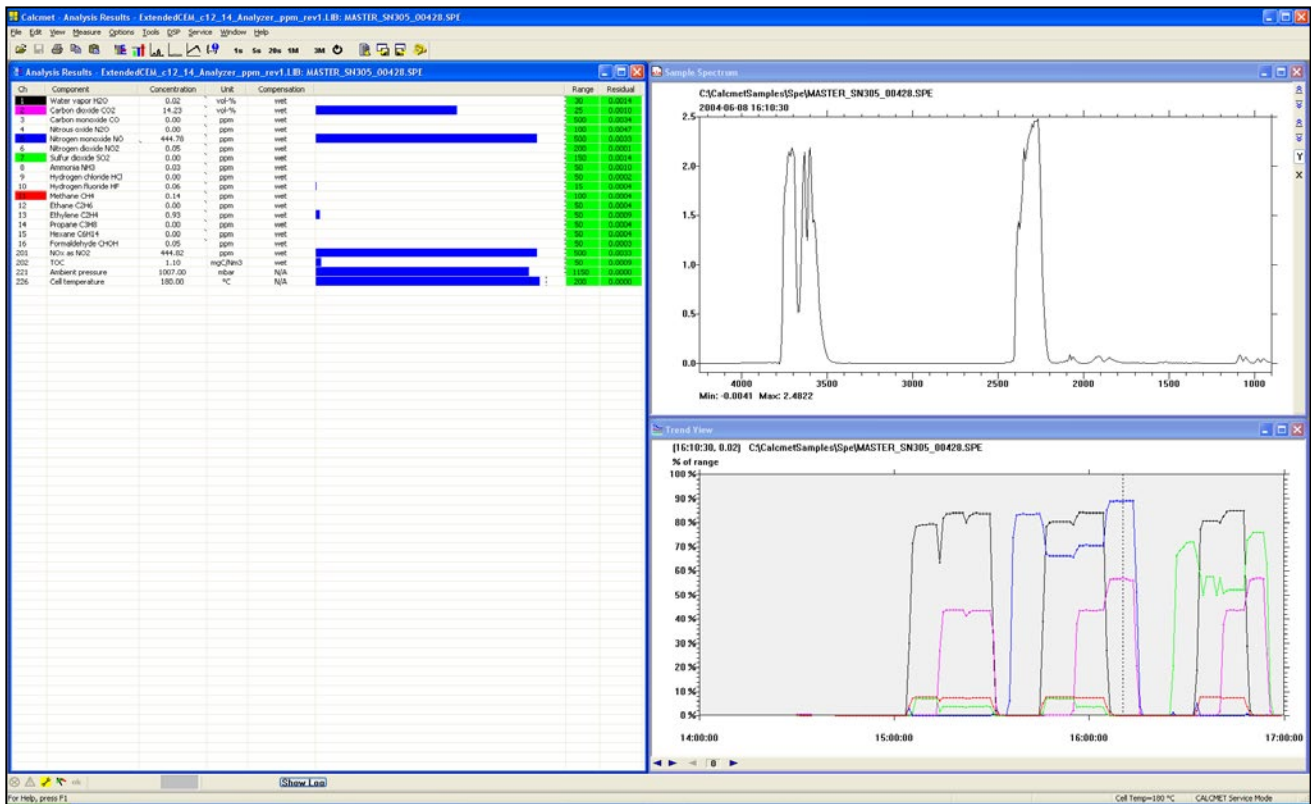 Calcmet - Analysis Results - ExtendedCEM_c12_14_Analyzer_ppm_rev1.LIB: MASTER_SN305_00428.SPE
File Edit View Measure Options Tools DSP Service Window Help
1s 5s 20s 1M 3M
Analysis Results - ExtendedCEM_c12_14_Analyzer_ppm_rev1.LIB: MASTER_SN305_00428.SPE
Ch Component Concentration Unit Compensation Range Residual
1 Water vapor H2O 0.02 vol-% wet 30 0.0014
2 Carbon dioxide CO2 14.23 vol-% wet 25 0.0010
3 Carbon monoxide CO 0.00 ppm wet 500 0.0034
4 Nitrous oxide N2O 0.00 ppm wet 100 0.0047
Nitrogen monoxide NO 444.78 ppm wet 500 0.0033
6 Nitrogen dioxide NO2 0.05 ppm wet 200 0.0001
7 Sulfur dioxide SO2 0.00 ppm wet 150 0.0014
8 Ammonia NH3 0.03 ppm wet 50 0.0010
9 Hydrogen chloride HCl 0.00 ppm wet 50 0.0002
10 Hydrogen fluoride HF 0.06 ppm wet 15 0.0004
11 Methane CH4 0.14 ppm wet 100 0.0004
12 Ethane C2H6 0.00 ppm wet 50 0.0004
13 Ethylene C2H4 0.93 ppm wet 50 0.0009
14 Propane C3H8 0.00 ppm wet 50 0.0004
15 Hexane C6H14 0.00 ppm wet 50 0.0004
16 Formaldehyde CHOH 0.05 ppm wet 50 0.0003
201 NOx as NO2 444.82 ppm wet 500 0.0033
202 TOC 1.10 mgC/Nm3 wet 50 0.0009
221 Ambient pressure 1007.00 mbar N/A 1150 0.0000
226 Cell temperature 180.00 °C N/A 200 0.0000
Sample Spectrum
C:\CalcmetSamples\Spe\MASTER_SN305_00428.SPE
2004-06-08 16:10:30
2.5
2.0
1.5
1.0
0.5
0.0
4000 3500 3000 2500 2000 1500 1000
Min: -0.0041 Max: 2.4822
Y
X
Trend View
(16:10:30, 0.02) C:\CalcmetSamples\Spe\MASTER_SN305_00428.SPE
% of range
100 %
90 %
80 %
70 %
60 %
50 %
40 %
30 %
20 %
10 %
0 %
14:00:00 15:00:00 16:00:00 17:00:00
0
Show Log
For Help, press F1
Cell Temp=180 °C CALCMET Service Mode